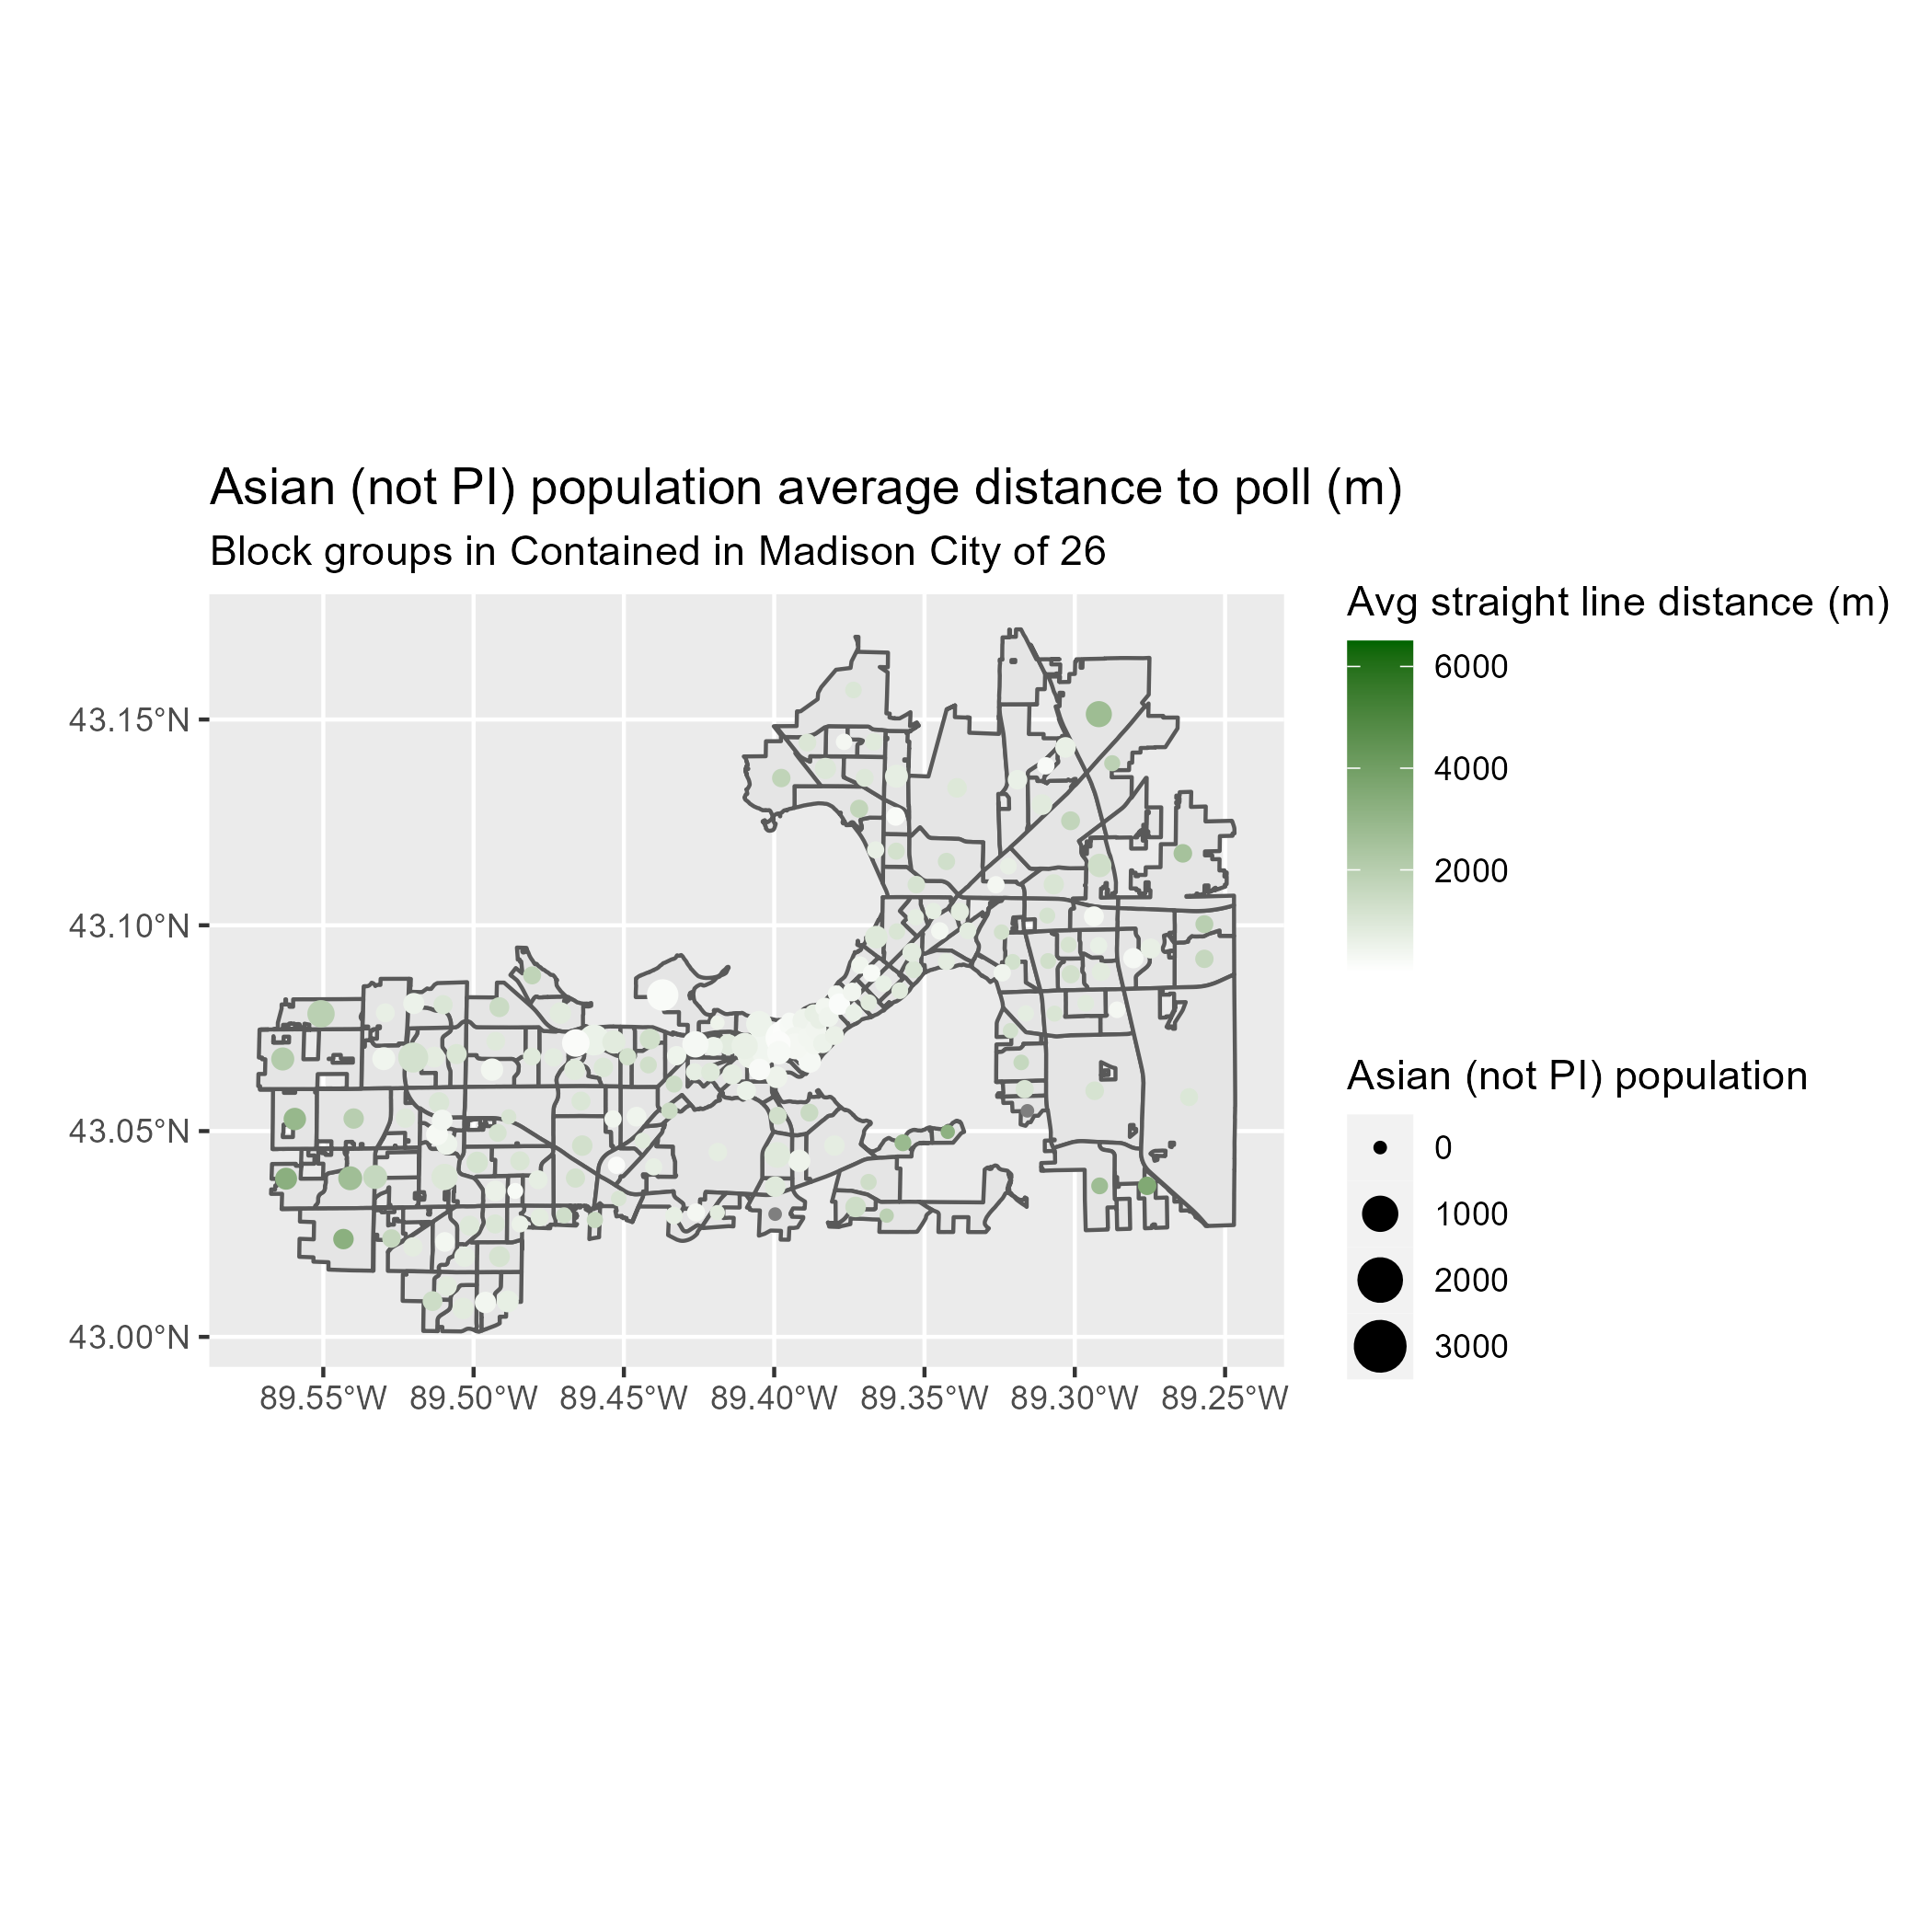 Asian (not PI) population average distance to poll (m)
Block groups in Contained in Madison City of 26
43.15°N
43.10°N
43.05°N
43.00°N
89.55°W 89.50°W 89.45°W 89.40°W 89.35°W 89.30°W 89.25°W
Avg straight line distance (m)
6000
4000
2000
Asian (not PI) population
0
1000
2000
3000